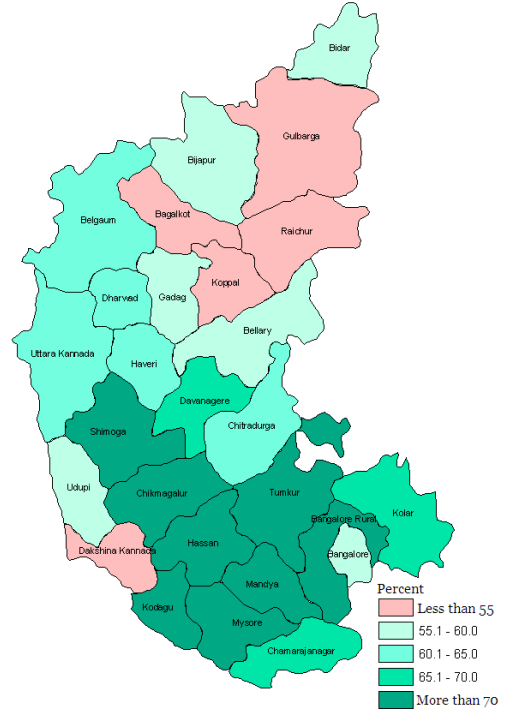 Bidar
Gulbarga
Bijapur
Bagalkot
Belgaum
Raichur
Koppal
Dharwad
Gadag
Bellary
Uttara Kannada
Haveri
Davanagere
Chitradurga
Shimoga
Udupi
Chikmagalur
Tumkur
Kolar
Bangalore Rural
Hassan
Dakshina Kannada
Bangalore
Mandya
Kodagu
Mysore
Chamarajanagar
Percent
Less than 55
55.1 - 60.0
60.1 - 65.0
65.1 - 70.0
More than 70